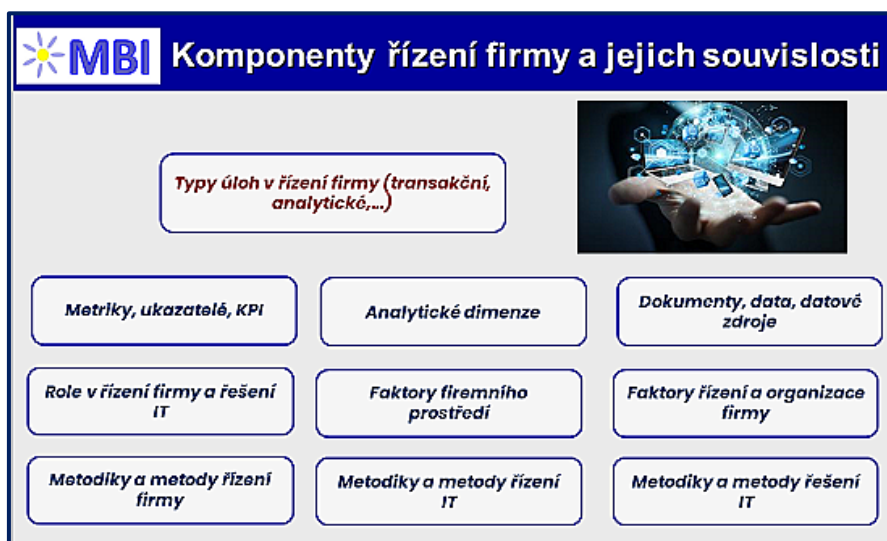 MBI Komponenty řízení firmy a jejich souvislosti
Typy úloh v řízení firmy (transakční,
analytické,...)
Metriky, ukazatelé, KPI
Analytické dimenze
Dokumenty, data, datové
zdroje
Role v řízení firmy a řešení
IT
Faktory firemního
prostředí
Faktory řízení a organizace
firmy
Metodiky a metody řízení
firmy
Metodiky a metody řízení
IT
Metodiky a metody řešení
IT